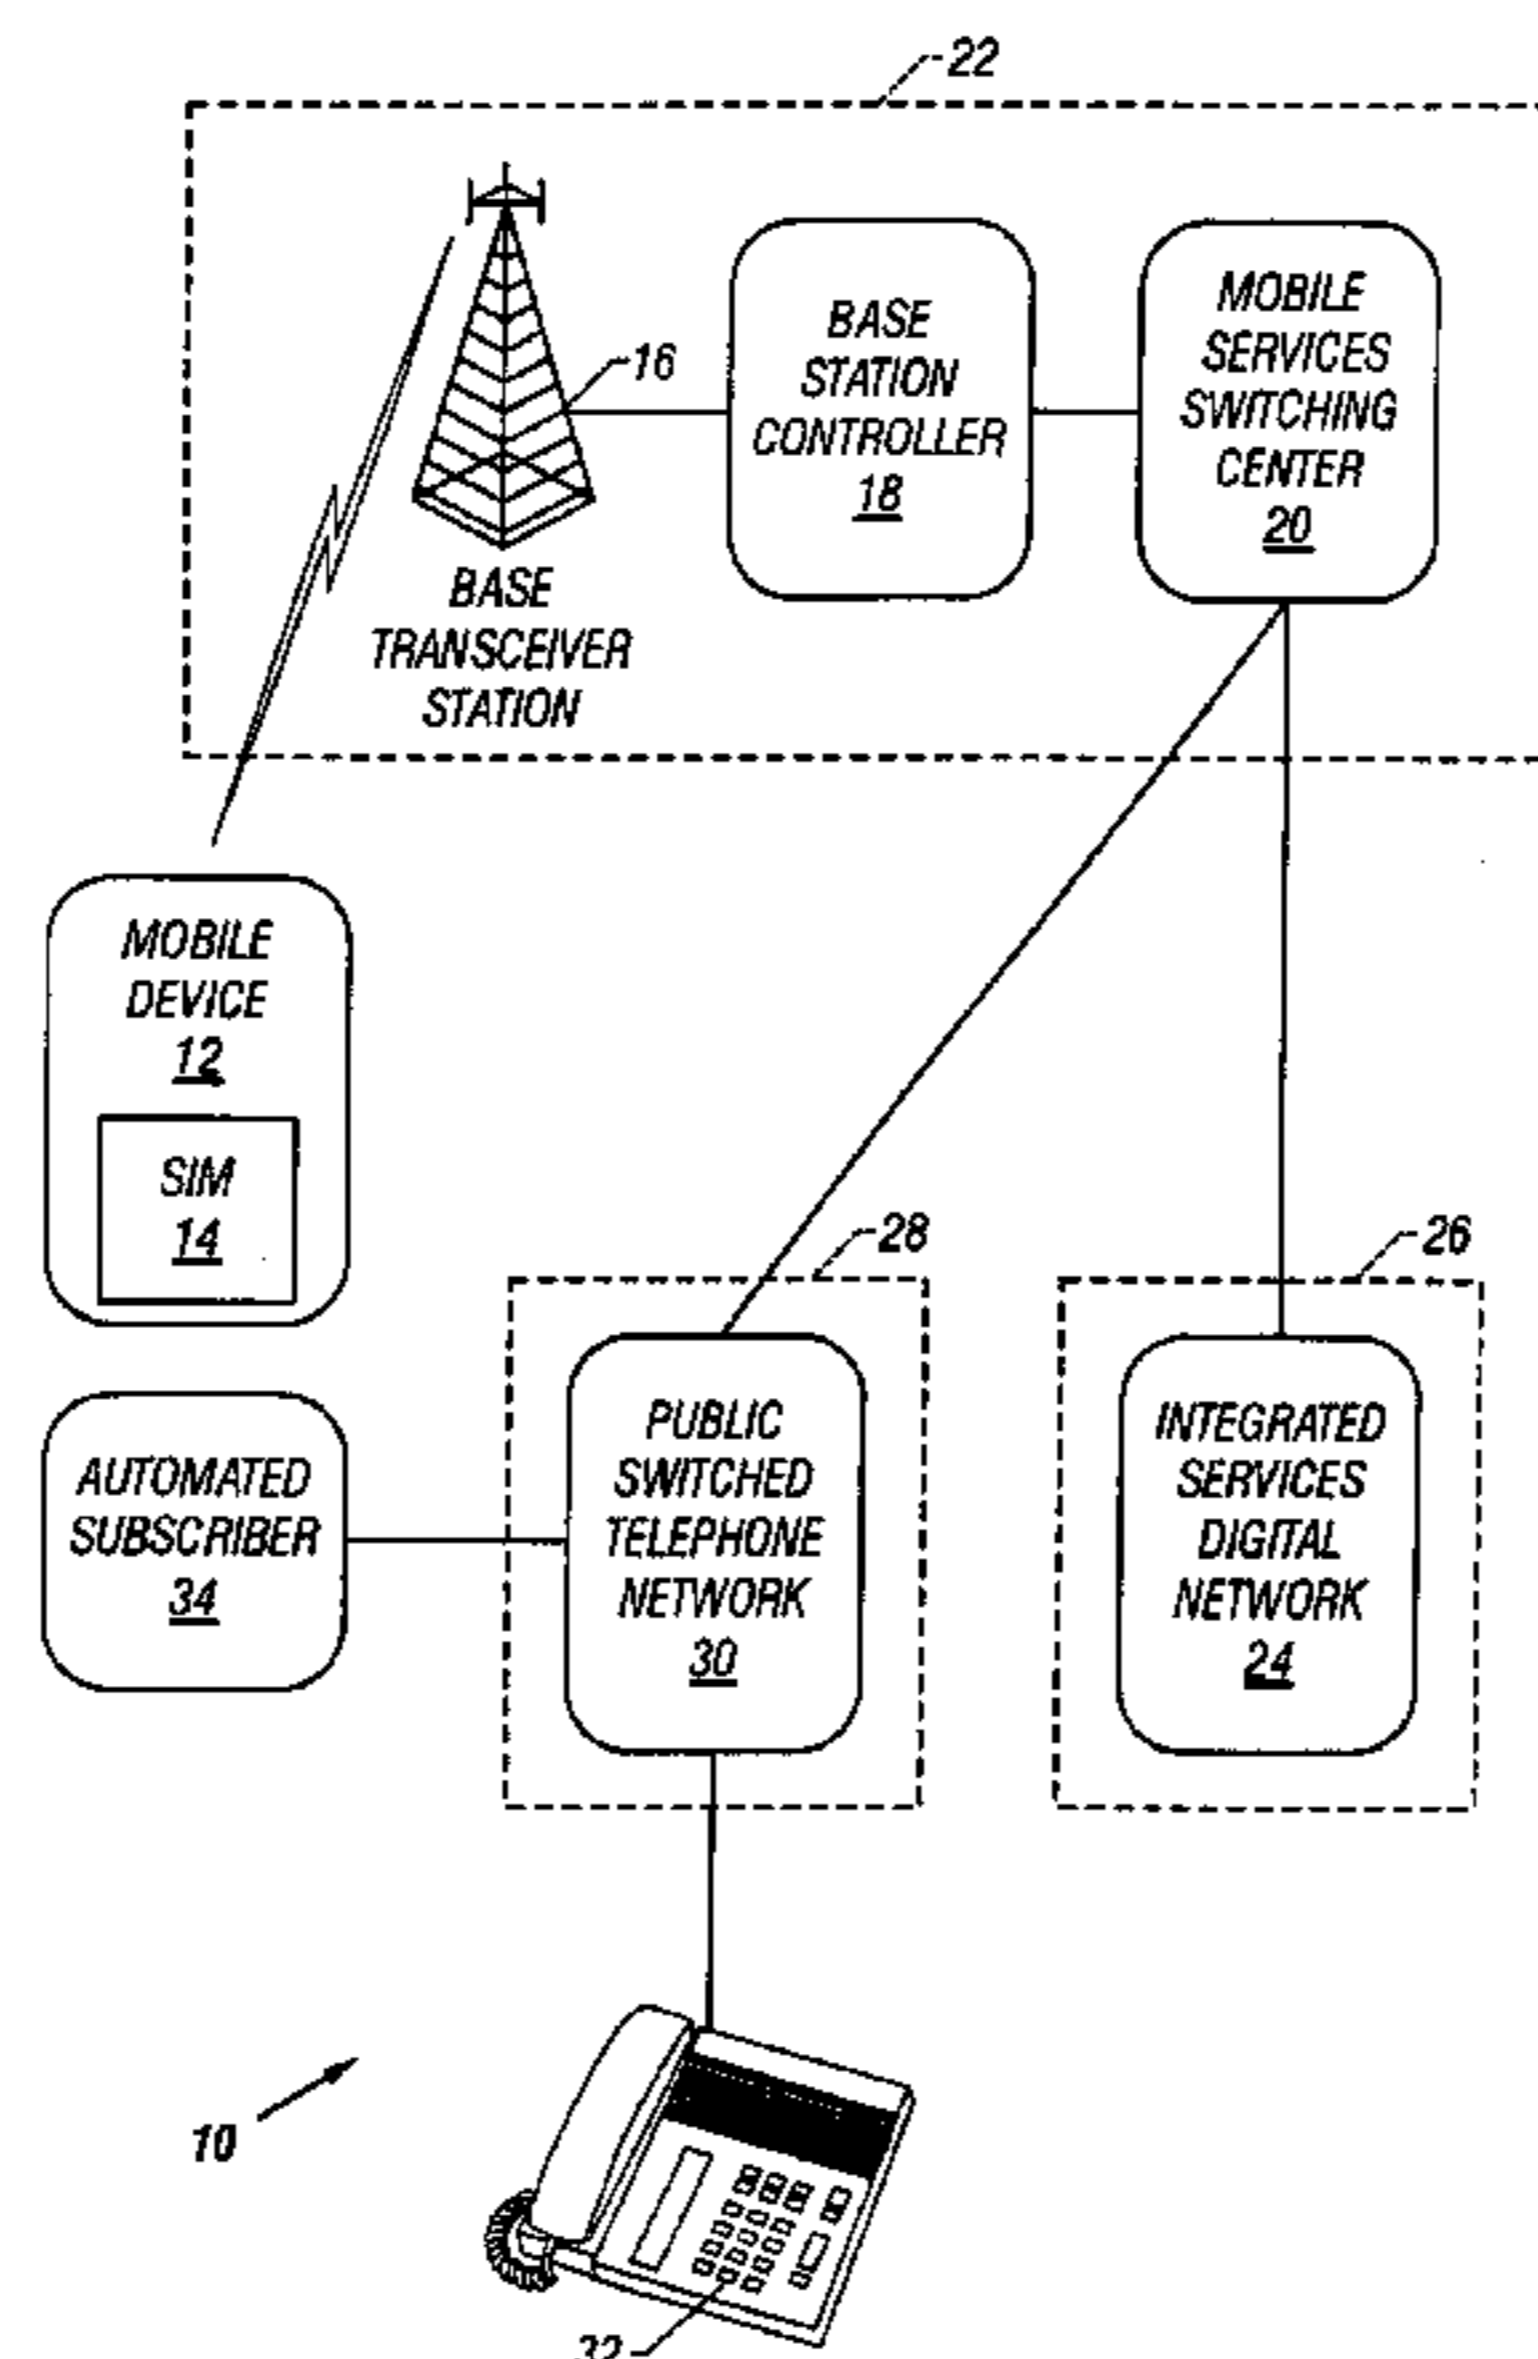 22
16
BASE
STATION
CONTROLLER
18
MOBILE
SERVICES
SWITCHING
CENTER
20
BASE
TRANSCEIVER
STATION
MOBILE
DEVICE
12
SIM
14
28
26
AUTOMATED
SUBSCRIBER
34
PUBLIC
SWITCHED
TELEPHONE
NETWORK
30
INTEGRATED
SERVICES
DIGITAL
NETWORK
24
10
32